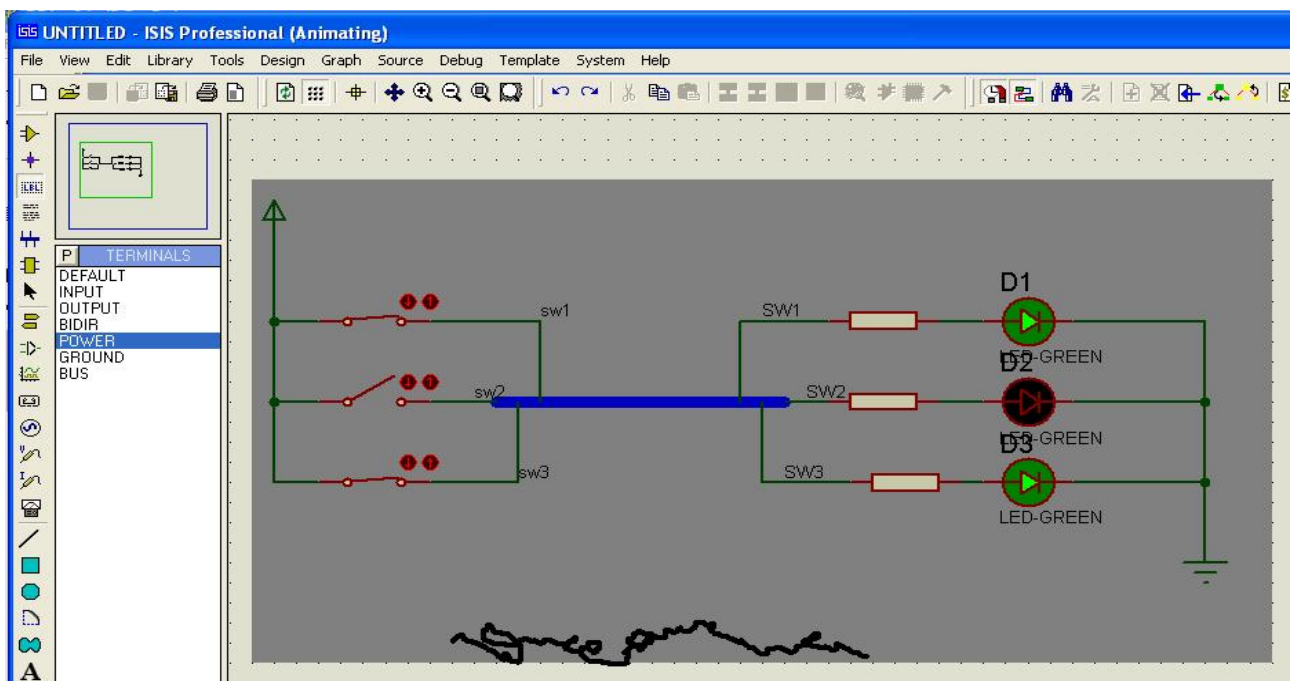 isis UNTITLED - ISIS Professional (Animating)
File View Edit Library Tools Design Graph Source Debug Template System Help
LBL
P TERMINALS
DEFAULT
INPUT
OUTPUT
BIDIR
POWER
GROUND
BUS
A
D1
sw1 SW1
LED-GREEN
D2
sw2 SW2
LED-GREEN
D3
sw3 SW3
LED-GREEN